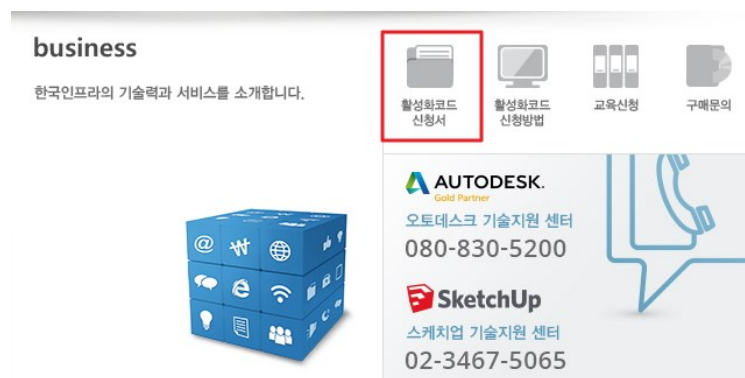 business
한국인프라의 기술력과 서비스를 소개합니다.
활성화코드
신청서
활성화코드
신청방법
교육신청
구매문의
AUTODESK.
Gold Partner
오토데스크 기술지원 센터
080-830-5200
SketchUp
스케치업 기술지원 센터
02-3467-5065